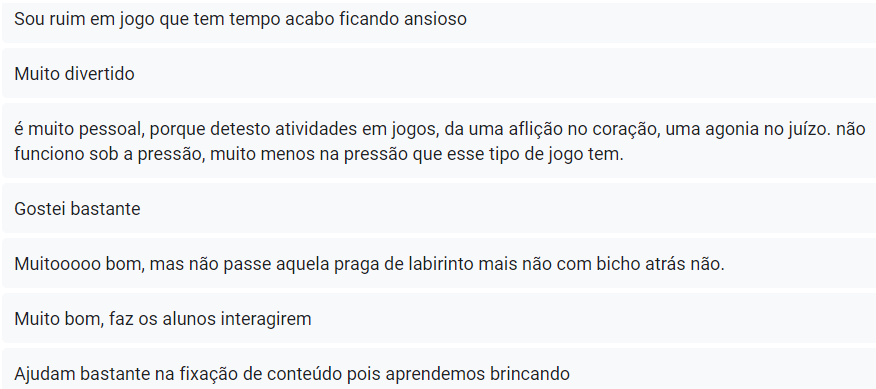 Sou ruim em jogo que tem tempo acabo ficando ansioso
Muito divertido
é muito pessoal, porque detesto atividades em jogos, da uma aflição no coração, uma agonia no juízo. não
funciono sob a pressão, muito menos na pressão que esse tipo de jogo tem.
Gostei bastante
Muitooooo bom, mas não passe aquela praga de labirinto mais não com bicho atrás não.
Muito bom, faz os alunos interagirem
Ajudam bastante na fixação de conteúdo pois aprendemos brincando